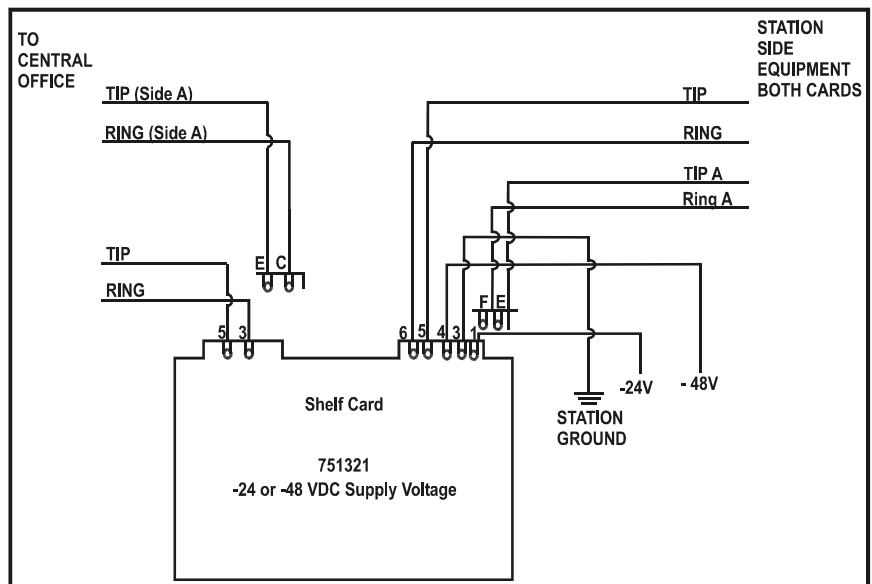 TO
CENTRAL
OFFICE
STATION
SIDE
EQUIPMENT
BOTH CARDS
TIP (Side A)
RING (Side A)
TIP
RING
TIP A
Ring A
TIP
RING
E C
F E
5 3
6 5 4 3 1
-24V
- 48V
STATION
GROUND
Shelf Card
751321
-24 or -48 VDC Supply Voltage